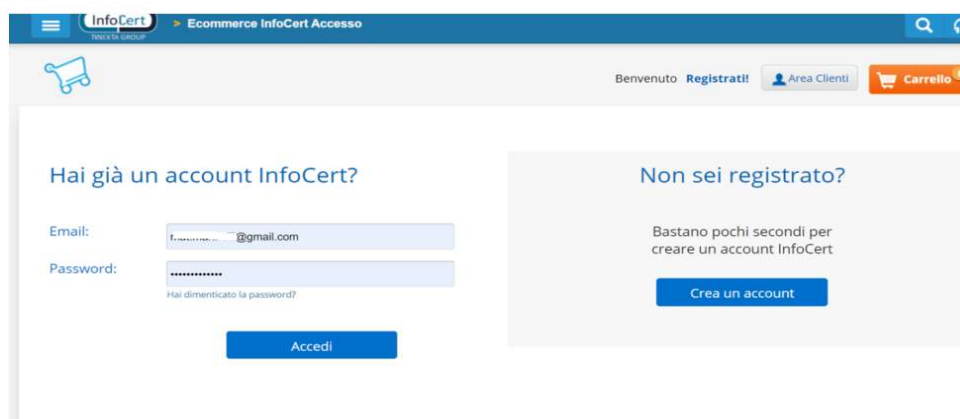 InfoCert
TINEXTA GROUP
> Ecommerce InfoCert Accesso
Benvenuto Registrati!
Area Clienti
Carrello
Hai già un account InfoCert?
Email:
@gmail.com
Password:
Hai dimenticato la password?
Accedi
Non sei registrato?
Bastano pochi secondi per
creare un account InfoCert
Crea un account